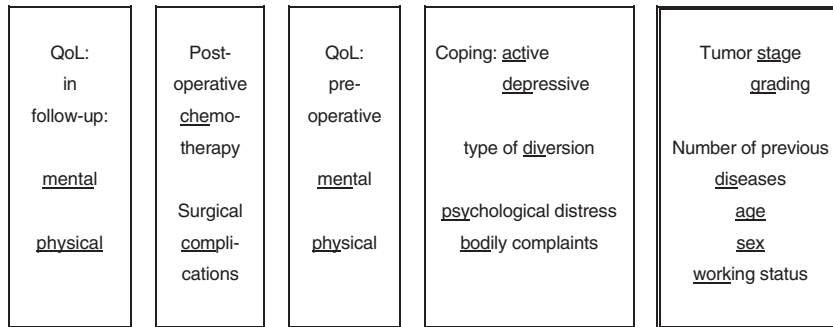 QoL:
in
follow-up:
mental
physical
Post-
operative
chemo-
therapy
Surgical
compli-
cations
QoL:
pre-
operative
mental
physical
Coping: active
depressive
type of diversion
psychological distress
bodily complaints
Tumor stage
grading
Number of previous
diseases
age
sex
working status